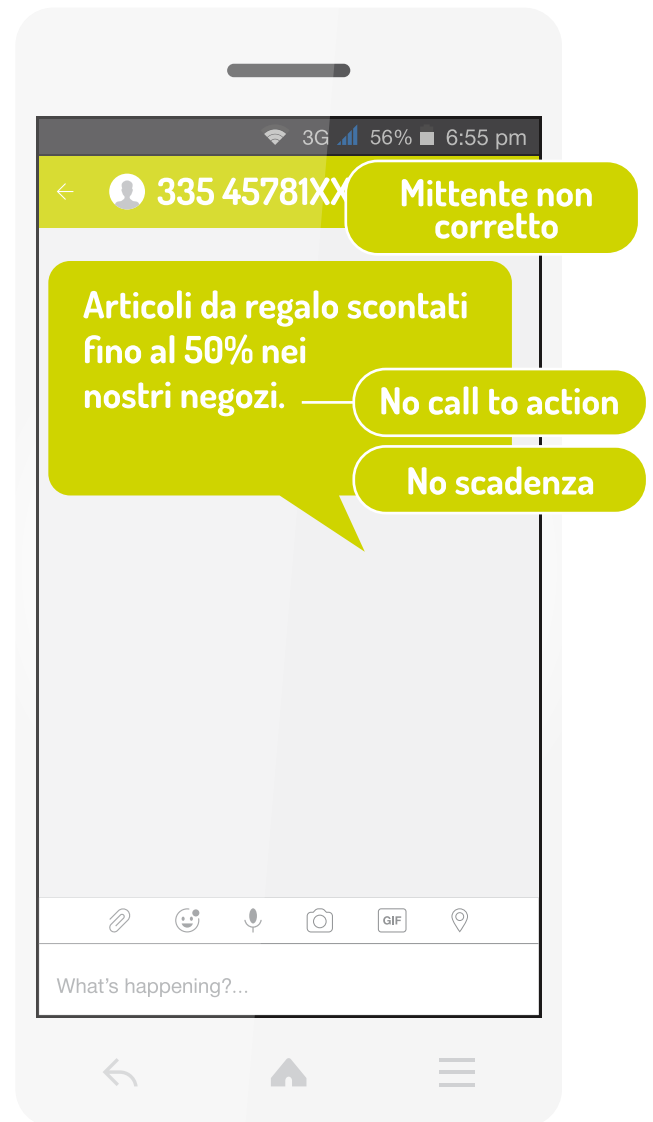 3G 56% 6:55 pm
335 45781XX
Mittente non
corretto
Articoli da regalo scontati
fino al 50% nei
nostri negozi.
No call to action
No scadenza
GIF
What's happening?...